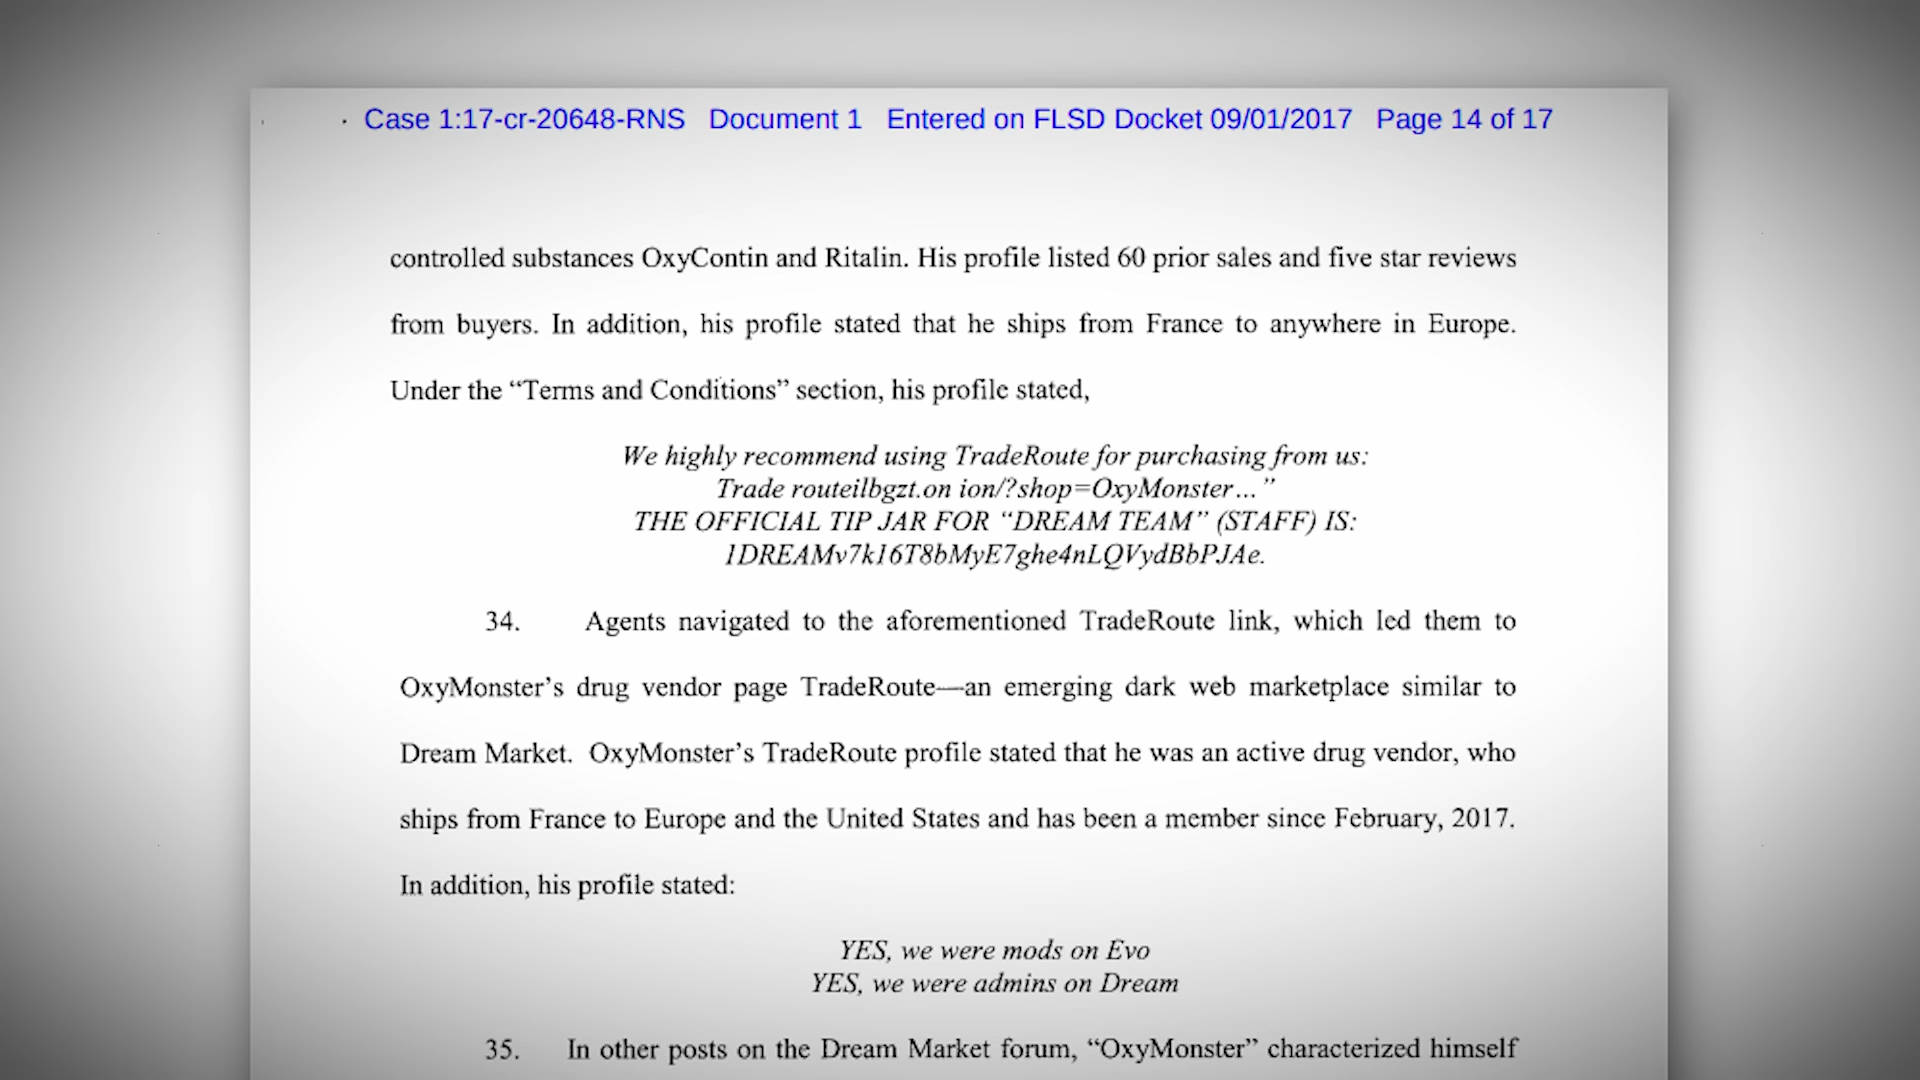 Case 1:17-cr-20648-RNS Document 1 Entered on FLSD Docket 09/01/2017 Page 14 of 17
controlled substances OxyContin and Ritalin. His profile listed 60 prior sales and five star reviews
from buyers. In addition, his profile stated that he ships from France to anywhere in Europe.
Under the “Terms and Conditions” section, his profile stated,
We highly recommend using TradeRoute for purchasing from us:
Trade routeilbgzt.on ion/?shop=OxyMonster…”
THE OFFICIAL TIP JAR FOR “DREAM TEAM” (STAFF) IS:
1DREAMv7k16T8bMyE7ghe4nLQVydBbPJAe.
34. Agents navigated to the aforementioned TradeRoute link, which led them to
OxyMonster’s drug vendor page TradeRoute—an emerging dark web marketplace similar to
Dream Market. OxyMonster’s TradeRoute profile stated that he was an active drug vendor, who
ships from France to Europe and the United States and has been a member since February, 2017.
In addition, his profile stated:
YES, we were mods on Evo
YES, we were admins on Dream
35. In other posts on the Dream Market forum, “OxyMonster” characterized himself